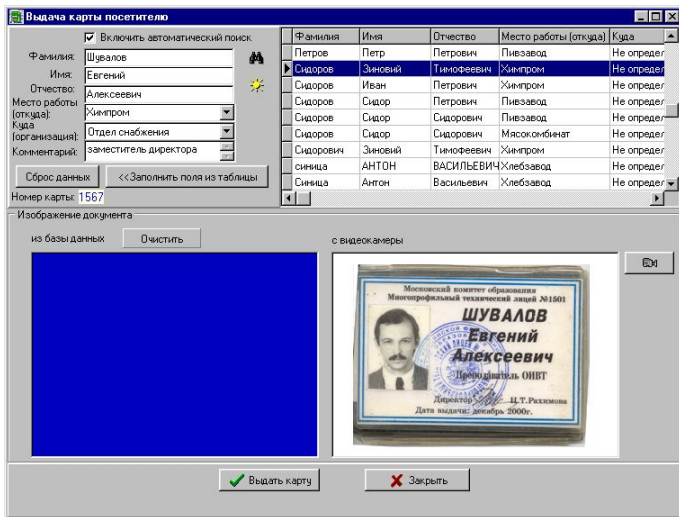 Выдача карты посетителю
Включить автоматический поиск
Фамилия: Шувалов
Имя: Евгений
Отчество: Алексеевич
Место работы (откуда): Химпром
Куда (организация): Отдел снабжения
Комментарий: заместитель директора
Сброс данных <<Заполнить поля из таблицы
Номер карты: 1567
Фамилия Имя Отчество Место работы (откуда) Куда
Петров Петр Петрович Пивзавод Не определ
Сидоров Зиновий Тимофеевич Химпром Не определ
Сидоров Иван Петрович Химпром Не определ
Сидоров Сидор Петрович Пивзавод Не определ
Сидоров Сидор Сидорович Пивзавод Не определ
Сидоров Сидор Сидорович Мясокомбинат Не определ
Сидорович Зиновий Тимофеевич Химпром Не определ
синица АНТОН ВАСИЛЬЕВИЧ Хлебзавод Не определ
Синица Антон Васильевич Хлебзавод Не определ
Изображение документа
из базы данных Очистить
с видеокамеры
Московский комитет образования
Многопрофильный технический лицей №1501
ШУВАЛОВ
Евгений
Алексеевич
Преподаватель ОИВТ
Директор Ц.Т.Рахимова
Дата выдачи: декабрь 2000г.
Выдать карту Закрыть